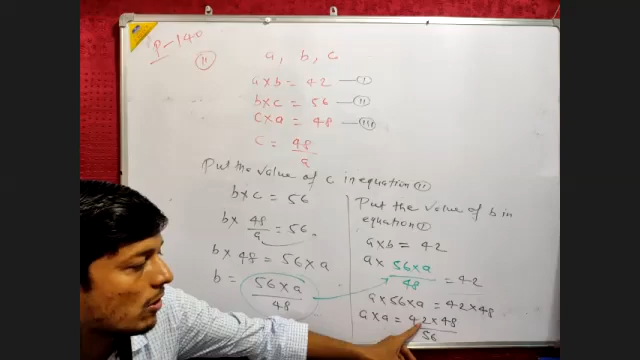 P-140
(11)
a, b, c
a×b = 42 —(I)
b×c = 56 —(II)
c×a = 48 —(III)
c = 48/a
Put the value of c in equation (II)
b×c = 56
b × 48/a = 56
b × 48 = 56×a
b = 56×a/48
Put the value of b in
equation (I)
a×b = 42
a× 56×a/48 = 42
a×56×a = 42×48
a×a = 42×48/56